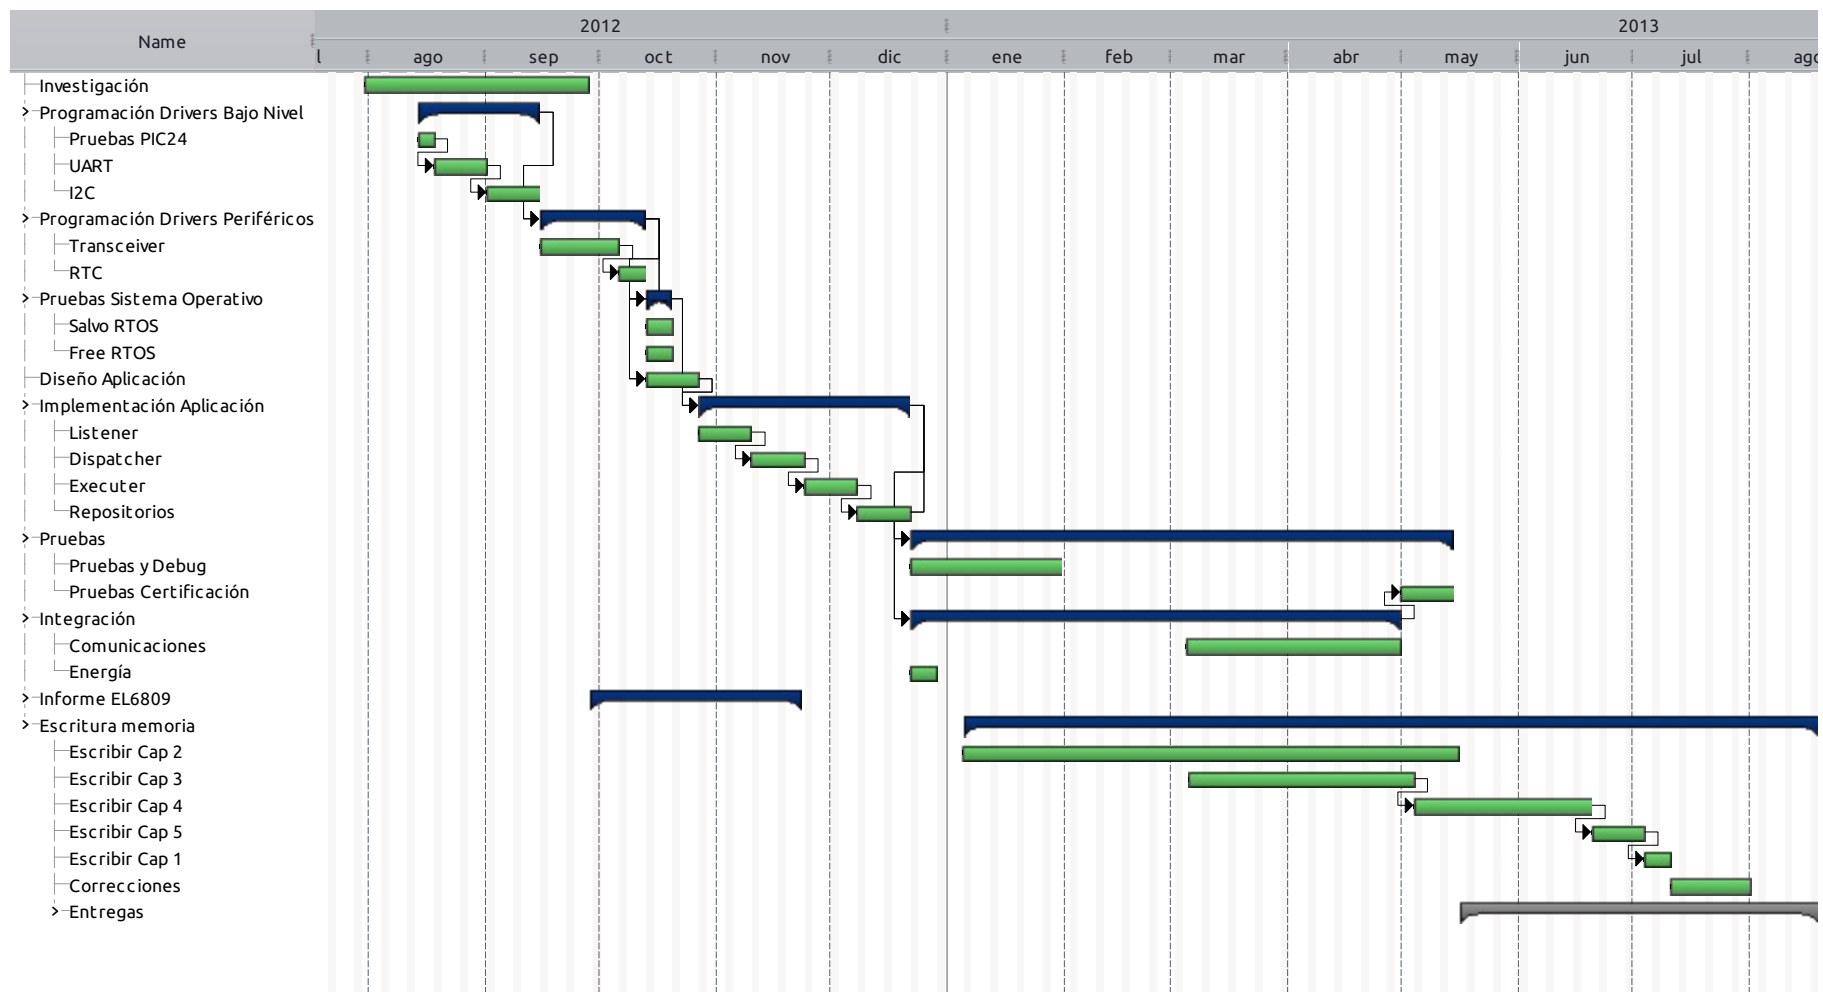 Name
2012
2013
l ago sep oct nov dic ene feb mar abr may jun jul ago
Investigación
Programación Drivers Bajo Nivel
Pruebas PIC24
UART
I2C
Programación Drivers Periféricos
Transceiver
RTC
Pruebas Sistema Operativo
Salvo RTOS
Free RTOS
Diseño Aplicación
Implementación Aplicación
Listener
Dispatcher
Executer
Repositorios
Pruebas
Pruebas y Debug
Pruebas Certificación
Integración
Comunicaciones
Energía
Informe EL6809
Escritura memoria
Escribir Cap 2
Escribir Cap 3
Escribir Cap 4
Escribir Cap 5
Escribir Cap 1
Correcciones
Entregas